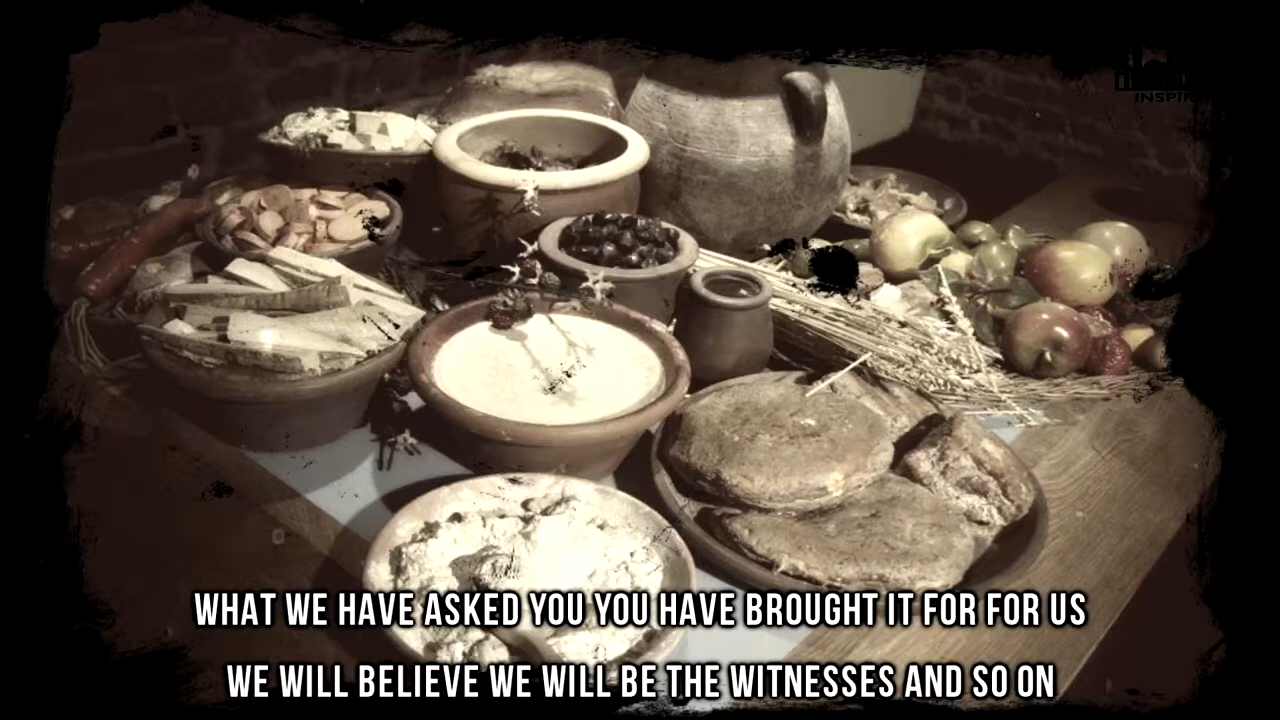 INSPIR
WHAT WE HAVE ASKED YOU YOU HAVE BROUGHT IT FOR FOR US
WE WILL BELIEVE WE WILL BE THE WITNESSES AND SO ON